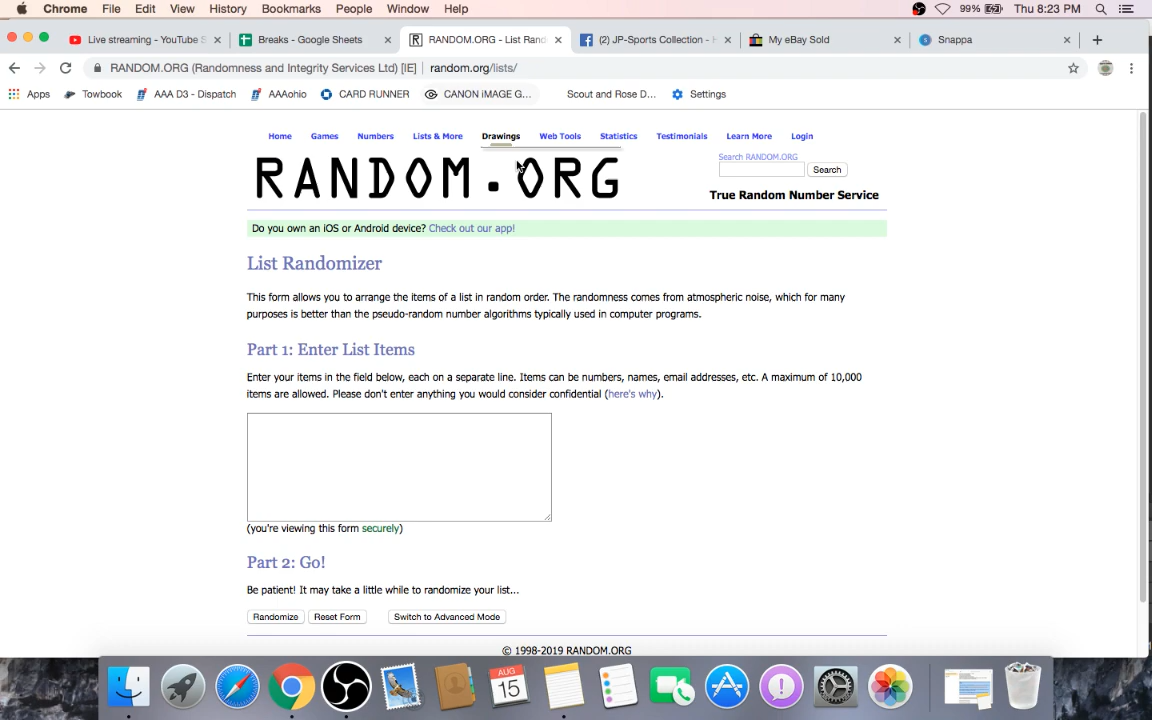 Chrome File Edit View History Bookmarks People Window Help 99% Thu 8:23 PM
Live streaming - YouTube S Breaks - Google Sheets RANDOM.ORG - List Rand (2) JP-Sports Collection - H My eBay Sold Snappa
RANDOM.ORG (Randomness and Integrity Services Ltd) [IE] random.org/lists/
Apps Towbook AAA D3 - Dispatch AAAohio CARD RUNNER CANON iMAGE G... Scout and Rose D... Settings
Home Games Numbers Lists & More Drawings Web Tools Statistics Testimonials Learn More Login
RANDOM.ORG
Search RANDOM.ORG
Search
True Random Number Service
Do you own an iOS or Android device? Check out our app!
List Randomizer
This form allows you to arrange the items of a list in random order. The randomness comes from atmospheric noise, which for many
purposes is better than the pseudo-random number algorithms typically used in computer programs.
Part 1: Enter List Items
Enter your items in the field below, each on a separate line. Items can be numbers, names, email addresses, etc. A maximum of 10,000
items are allowed. Please don't enter anything you would consider confidential (here's why).
(you're viewing this form securely)
Part 2: Go!
Be patient! It may take a little while to randomize your list...
Randomize Reset Form Switch to Advanced Mode
© 1998-2019 RANDOM.ORG
AUG
15